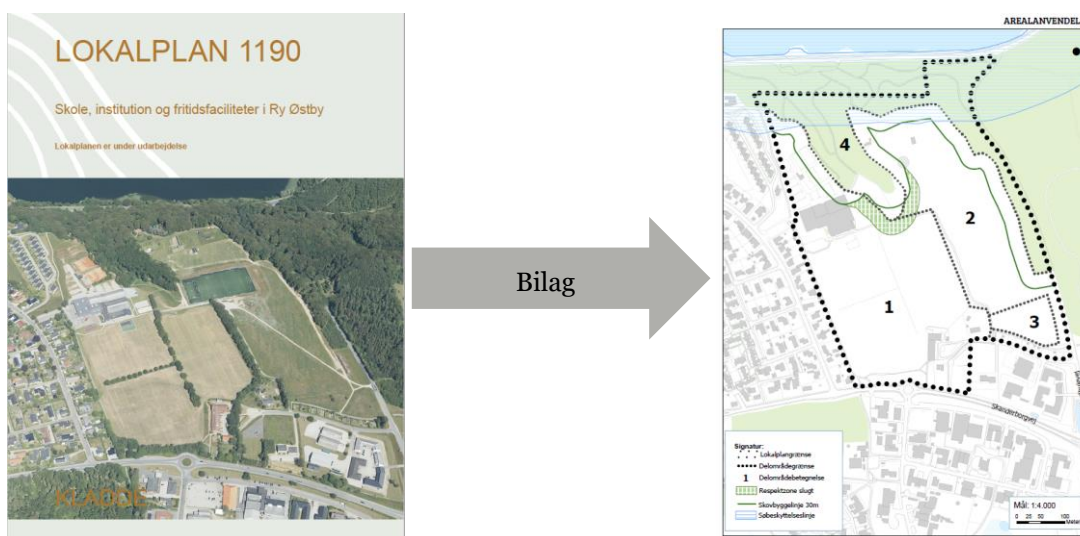 LOKALPLAN 1190
Skole, institution og fritidsfaciliteter i Ry Østby
Lokalplanen er under udarbejdelse
KLADDE
Bilag
AREALANVENDEL
4
2
1
3
Skanderborgvej
Signatur:
Lokalplangrænse
Delområdegrænse
1 Delområdebetegnelse
Respektzone slugt
Skovbyggelinje 30m
Søbeskyttelseslinje
Mål: 1:4.000
0 25 50 100
Meter